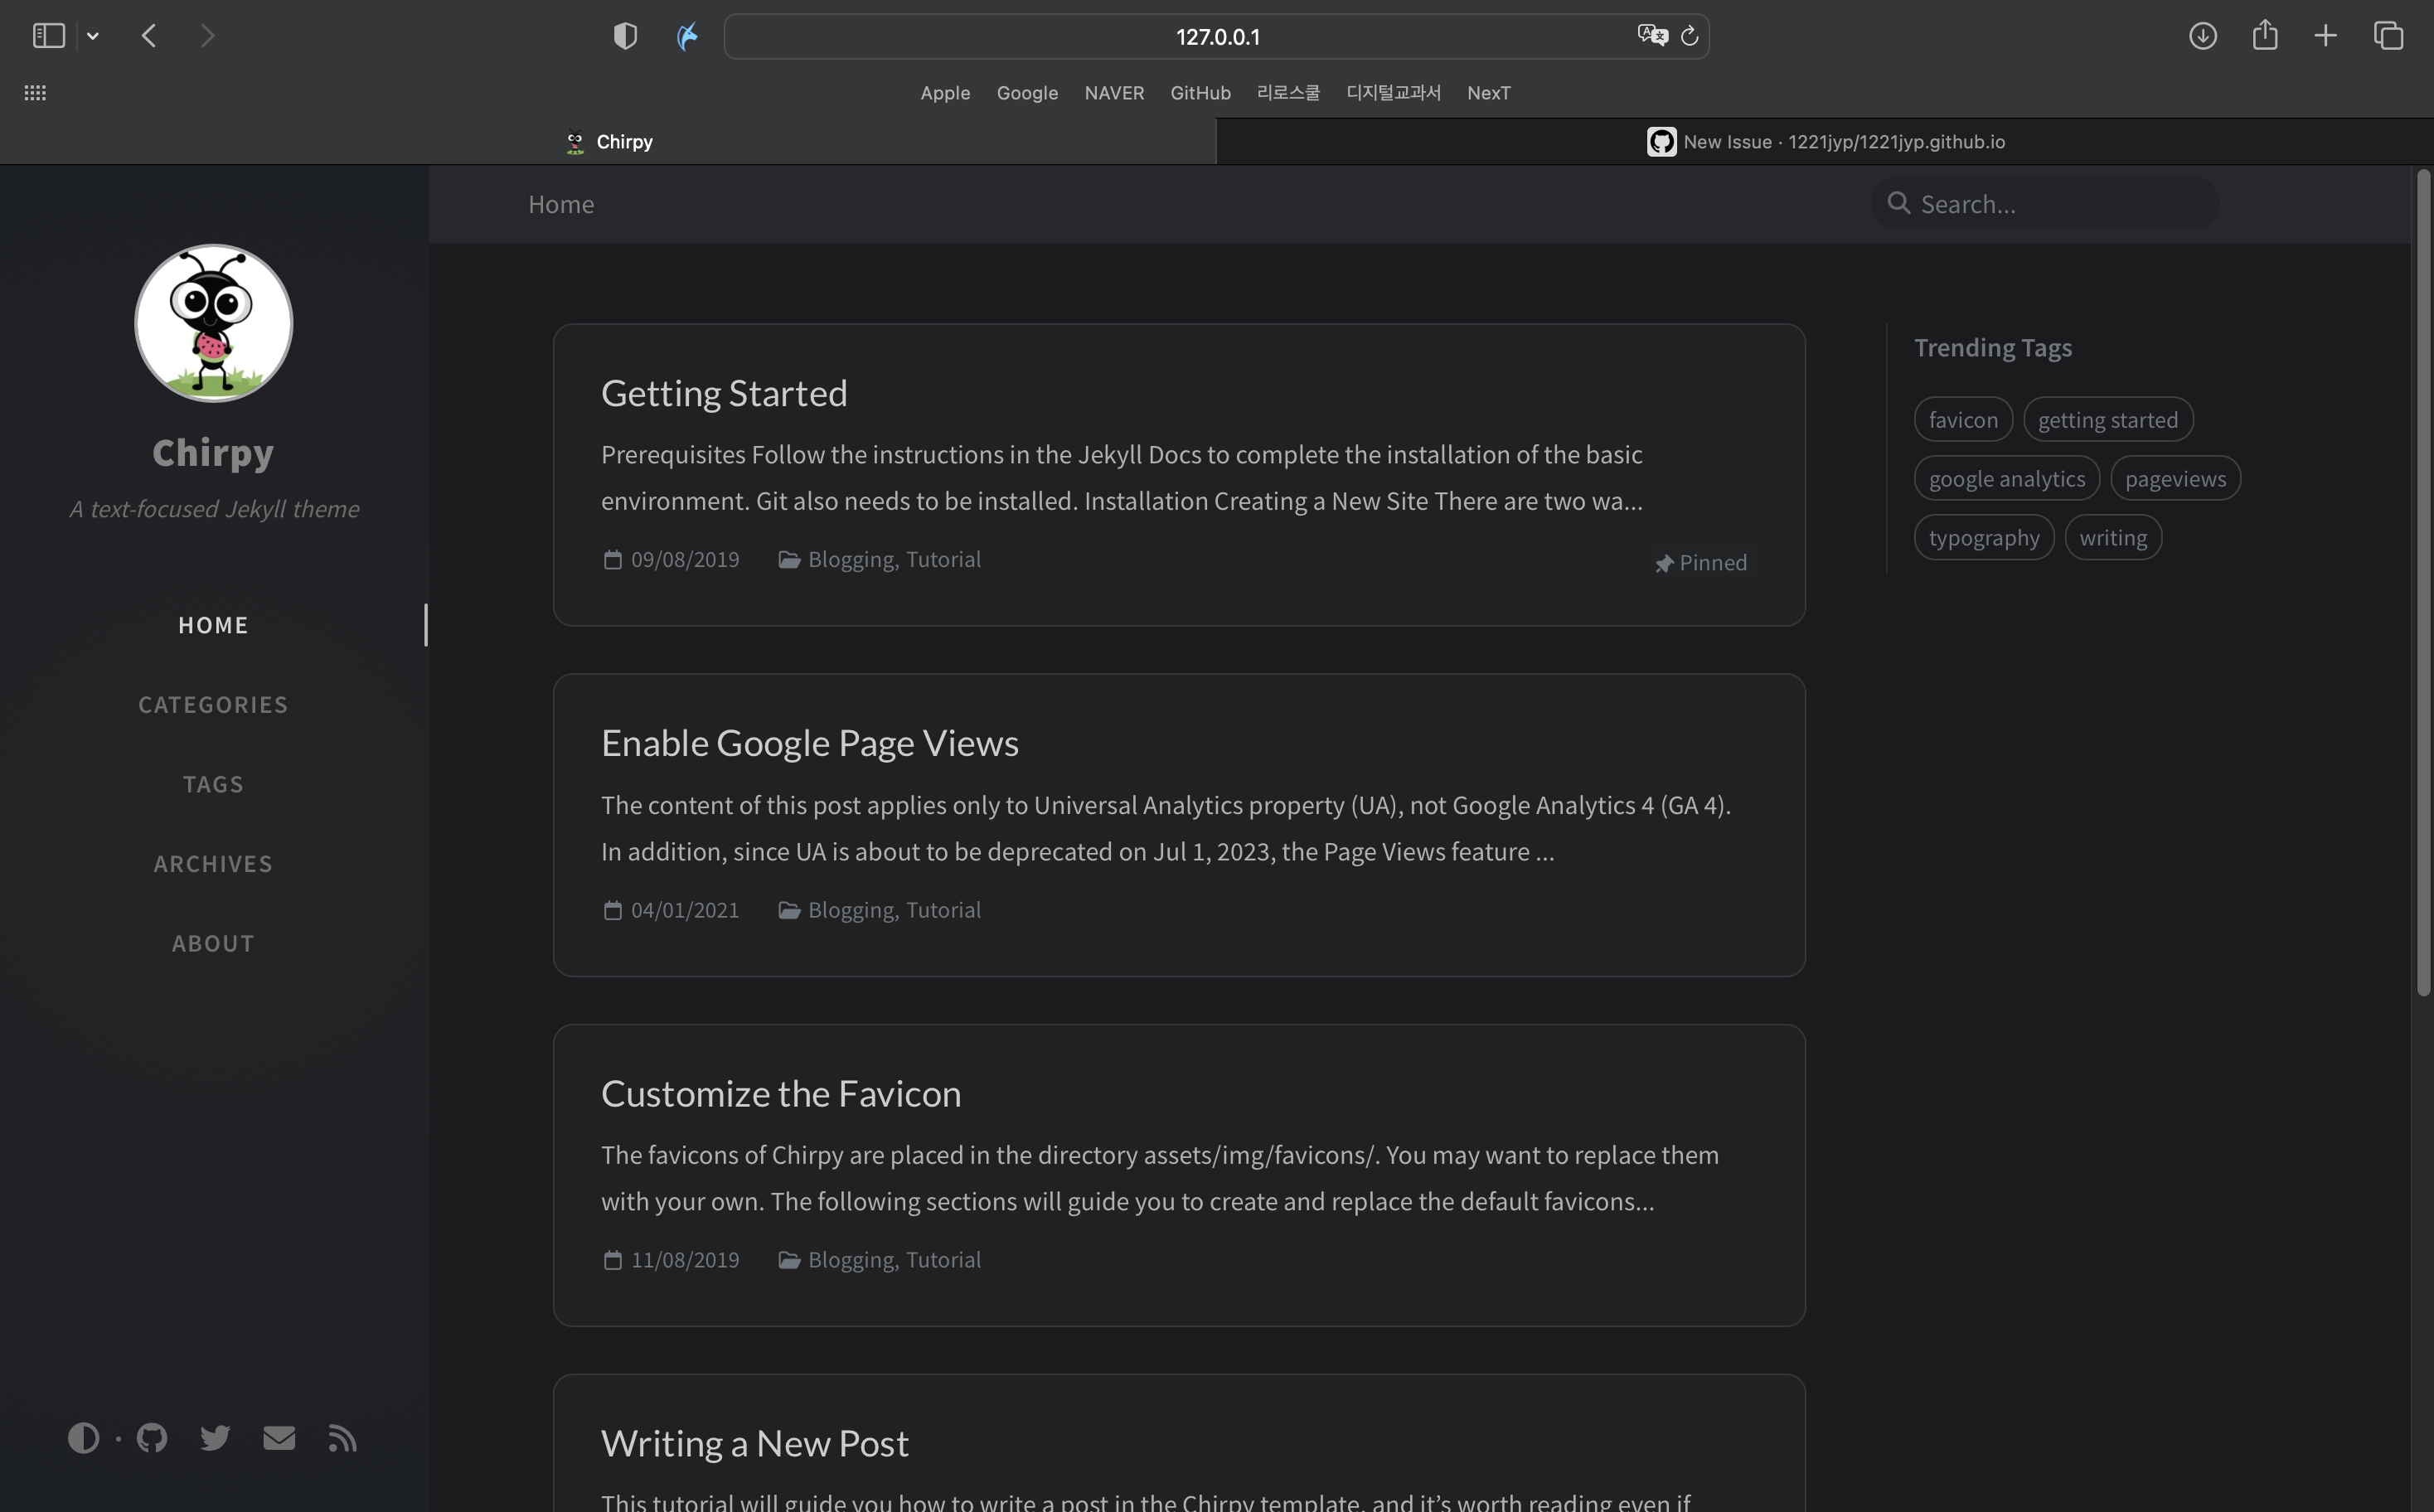 127.0.0.1
Apple Google NAVER GitHub 리로스쿨 디지털교과서 NexT
Chirpy
New Issue · 1221jyp/1221jyp.github.io
Home
Search...
Chirpy
A text-focused Jekyll theme
HOME
CATEGORIES
TAGS
ARCHIVES
ABOUT
Getting Started
Prerequisites Follow the instructions in the Jekyll Docs to complete the installation of the basic
environment. Git also needs to be installed. Installation Creating a New Site There are two wa...
09/08/2019 Blogging, Tutorial
Pinned
Enable Google Page Views
The content of this post applies only to Universal Analytics property (UA), not Google Analytics 4 (GA 4).
In addition, since UA is about to be deprecated on Jul 1, 2023, the Page Views feature ...
04/01/2021 Blogging, Tutorial
Customize the Favicon
The favicons of Chirpy are placed in the directory assets/img/favicons/. You may want to replace them
with your own. The following sections will guide you to create and replace the default favicons...
11/08/2019 Blogging, Tutorial
Writing a New Post
This tutorial will guide you how to write a post in the Chirpy template, and it’s worth reading even if
Trending Tags
favicon getting started
google analytics pageviews
typography writing